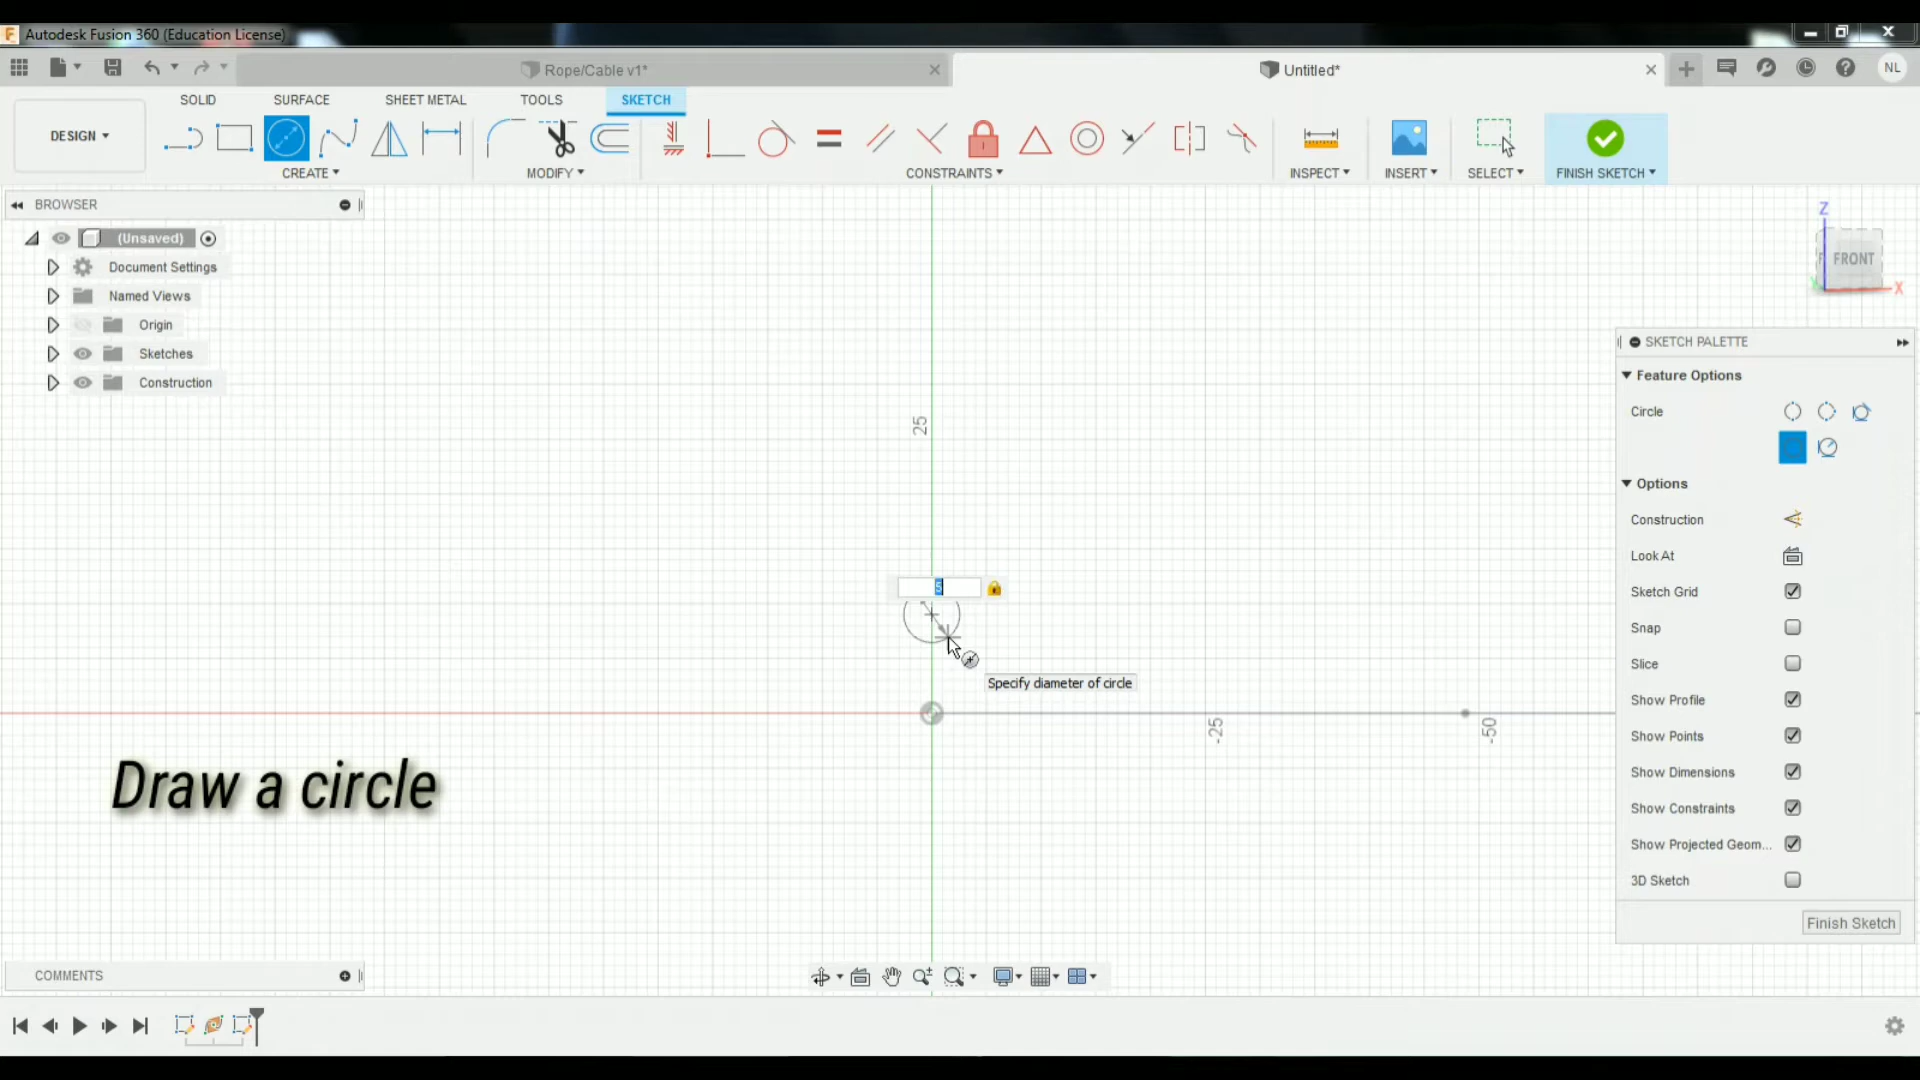 Autodesk Fusion 360 (Education License)
Rope/Cable v1*
Untitled*
NL
SOLID SURFACE SHEET METAL TOOLS SKETCH
DESIGN
CREATE MODIFY CONSTRAINTS INSPECT INSERT SELECT FINISH SKETCH
BROWSER
(Unsaved)
Document Settings
Named Views
Origin
Sketches
Construction
Z
FRONT
X
SKETCH PALETTE
Feature Options
Circle
Options
Construction
Look At
Sketch Grid
Snap
Slice
Show Profile
Show Points
Show Dimensions
Show Constraints
Show Projected Geom...
3D Sketch
Finish Sketch
25
5
Specify diameter of circle
-25
-50
Draw a circle
COMMENTS